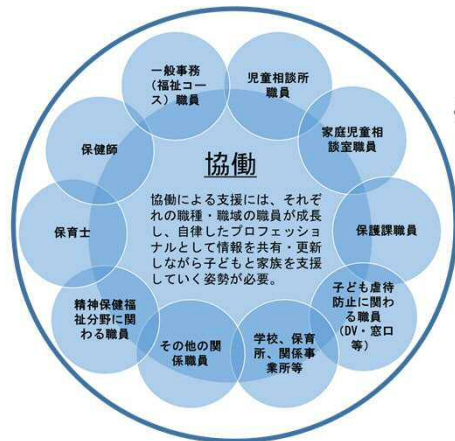 一般事務
（福祉コー
ス）職員
児童相談所
職員
保健師
家庭児童相
談室職員
協働
協働による支援には、それぞ
れの職種・職域の職員が成長
し、自律したプロフェッショ
ナルとして情報を共有・更新
しながら子どもと家族を支援
していく姿勢が必要。
保育士
保護課職員
精神保健福
祉分野に関
わる職員
子ども虐待
防止に関わ
る職員
（DV・窓口
等）
その他の関
係職員
学校、保育
所、関係事
業所等